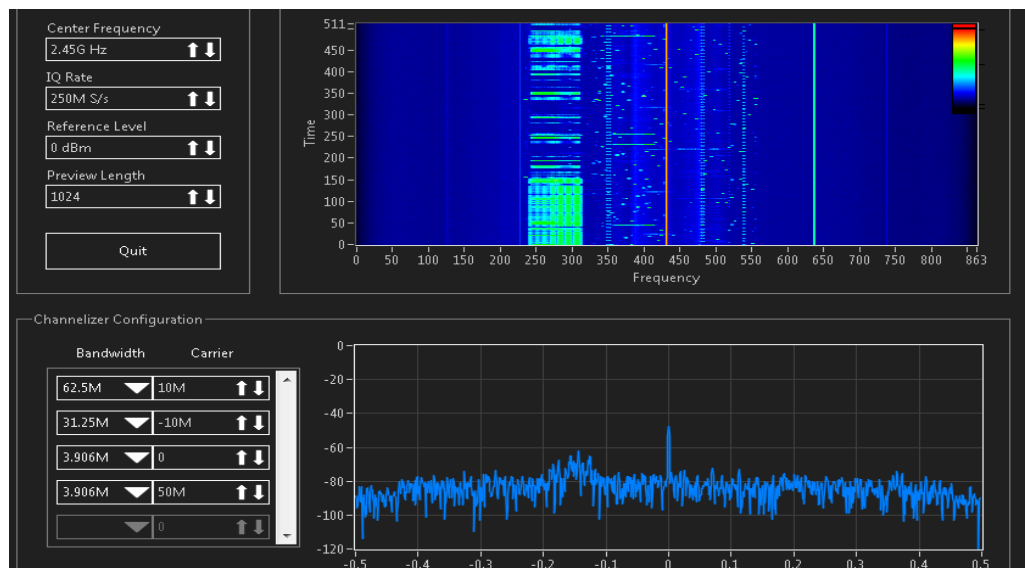 Center Frequency
2.45G Hz
IQ Rate
250M S/s
Reference Level
0 dBm
Preview Length
1024
Quit
Time
511
450
400
350
300
250
200
150
100
50
0
0 50 100 150 200 250 300 350 400 450 500 550 600 650 700 750 800 863
Frequency
Channelizer Configuration
Bandwidth Carrier
62.5M 10M
31.25M -10M
3.906M 0
3.906M 50M
0
0
-20
-40
-60
-80
-100
-120
-0.5 -0.4 -0.3 -0.2 -0.1 0 0.1 0.2 0.3 0.4 0.5